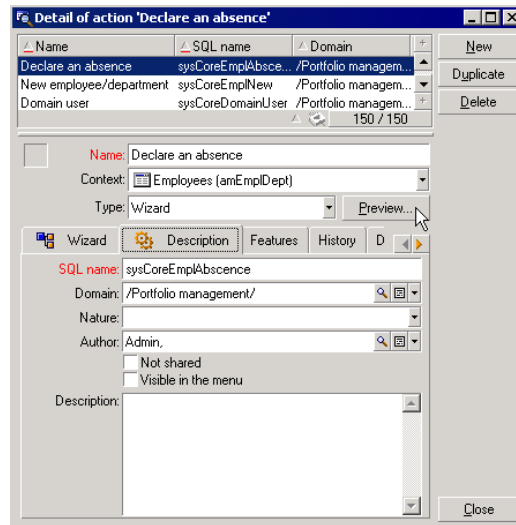 Detail of action 'Declare an absence'
Name SQL name Domain
Declare an absence sysCoreEmplAbsce... /Portfolio managem...
New employee/department sysCoreEmplNew /Portfolio managem...
Domain user sysCoreDomainUser /Portfolio managem...
150 / 150
New
Duplicate
Delete
Name: Declare an absence
Context: Employees (amEmplDept)
Type: Wizard Preview...
Wizard Description Features History D
SQL name: sysCoreEmplAbscence
Domain: /Portfolio management/
Nature:
Author: Admin,
Not shared
Visible in the menu
Description:
Close